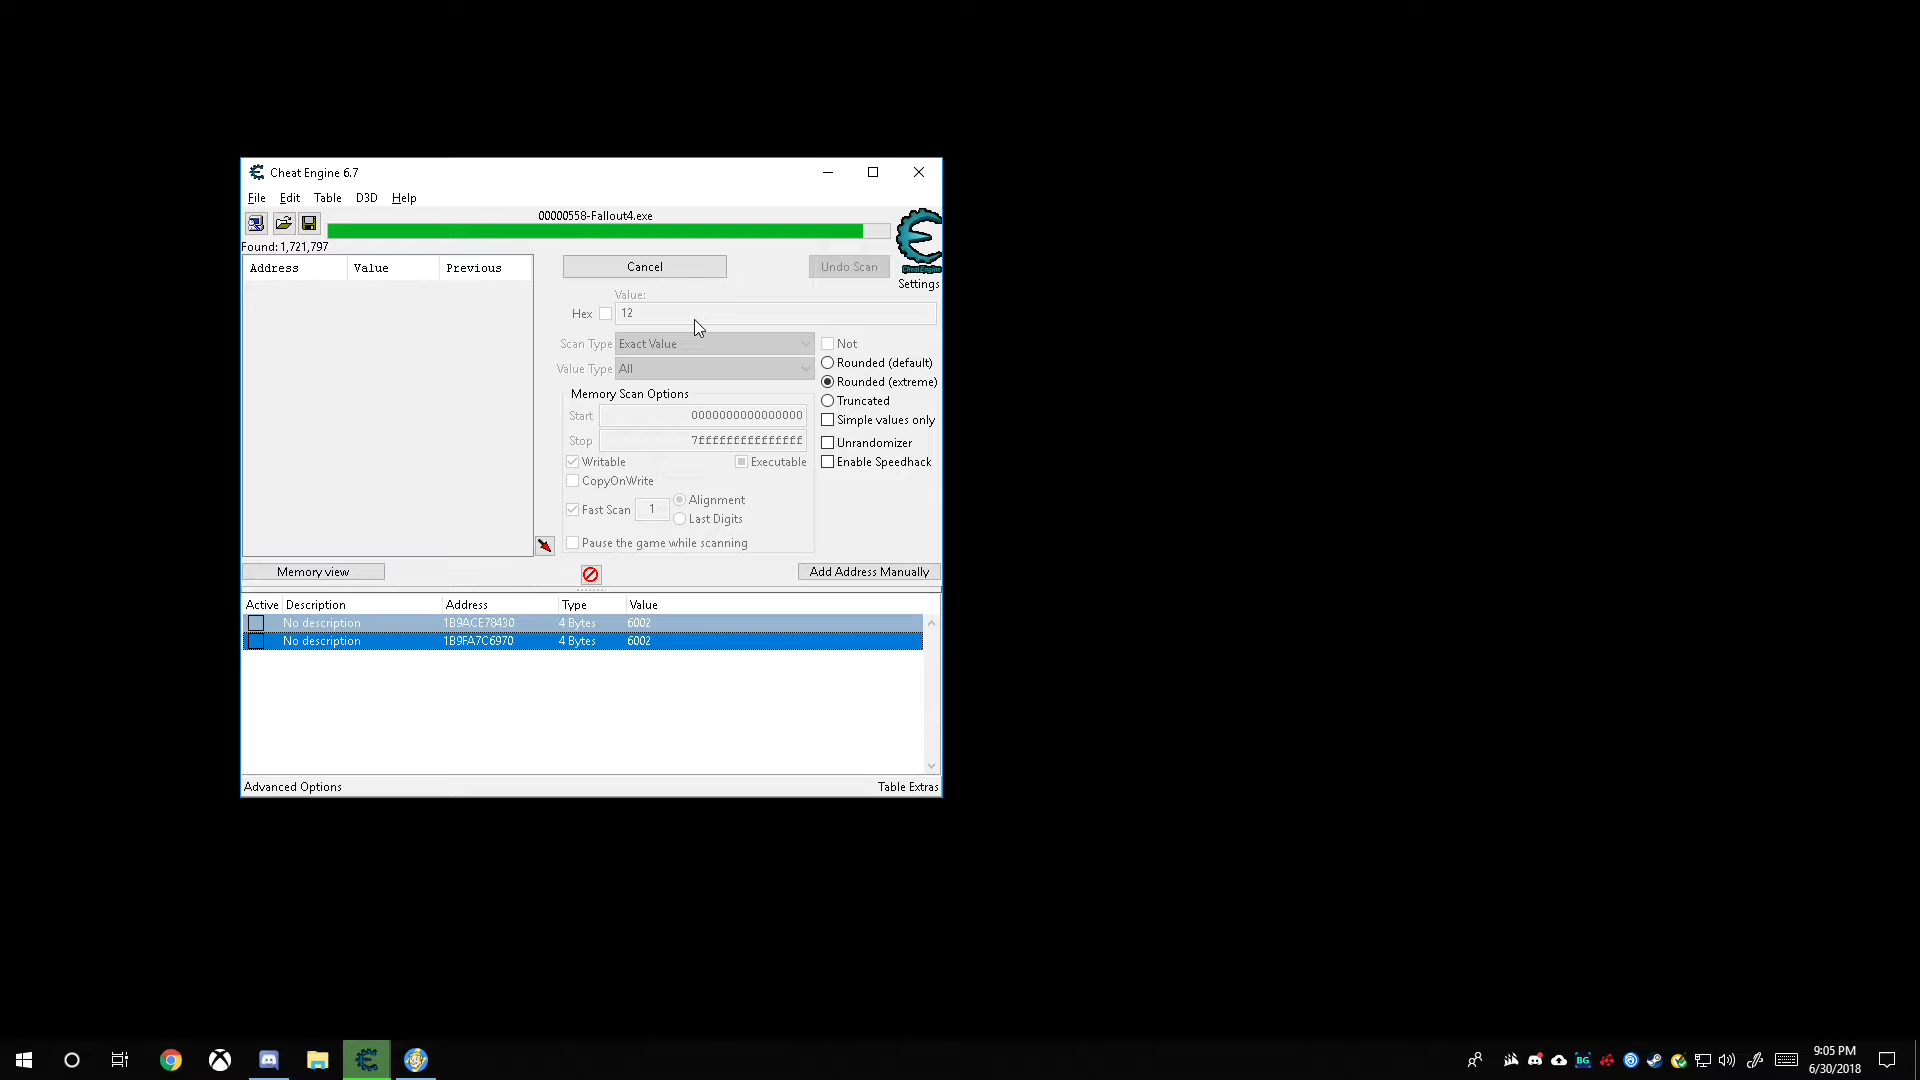 Cheat Engine 6.7
File Edit Table D3D Help
00000558-Fallout4.exe
Found: 1,721,797
Address Value Previous
Cancel
Undo Scan
Cheat Engine
Settings
Value:
Hex 12
Scan Type Exact Value
Not
Value Type All
Rounded (default)
Rounded (extreme)
Truncated
Simple values only
Unrandomizer
Enable Speedhack
Memory Scan Options
Start 0000000000000000
Stop 7fffffffffffffff
Writable Executable
CopyOnWrite
Fast Scan 1 Alignment
Last Digits
Pause the game while scanning
Memory view
Add Address Manually
Active Description Address Type Value
No description 1B9ACE78430 4 Bytes 6002
No description 1B9FA7C6970 4 Bytes 6002
Advanced Options Table Extras
BG
9:05 PM
6/30/2018